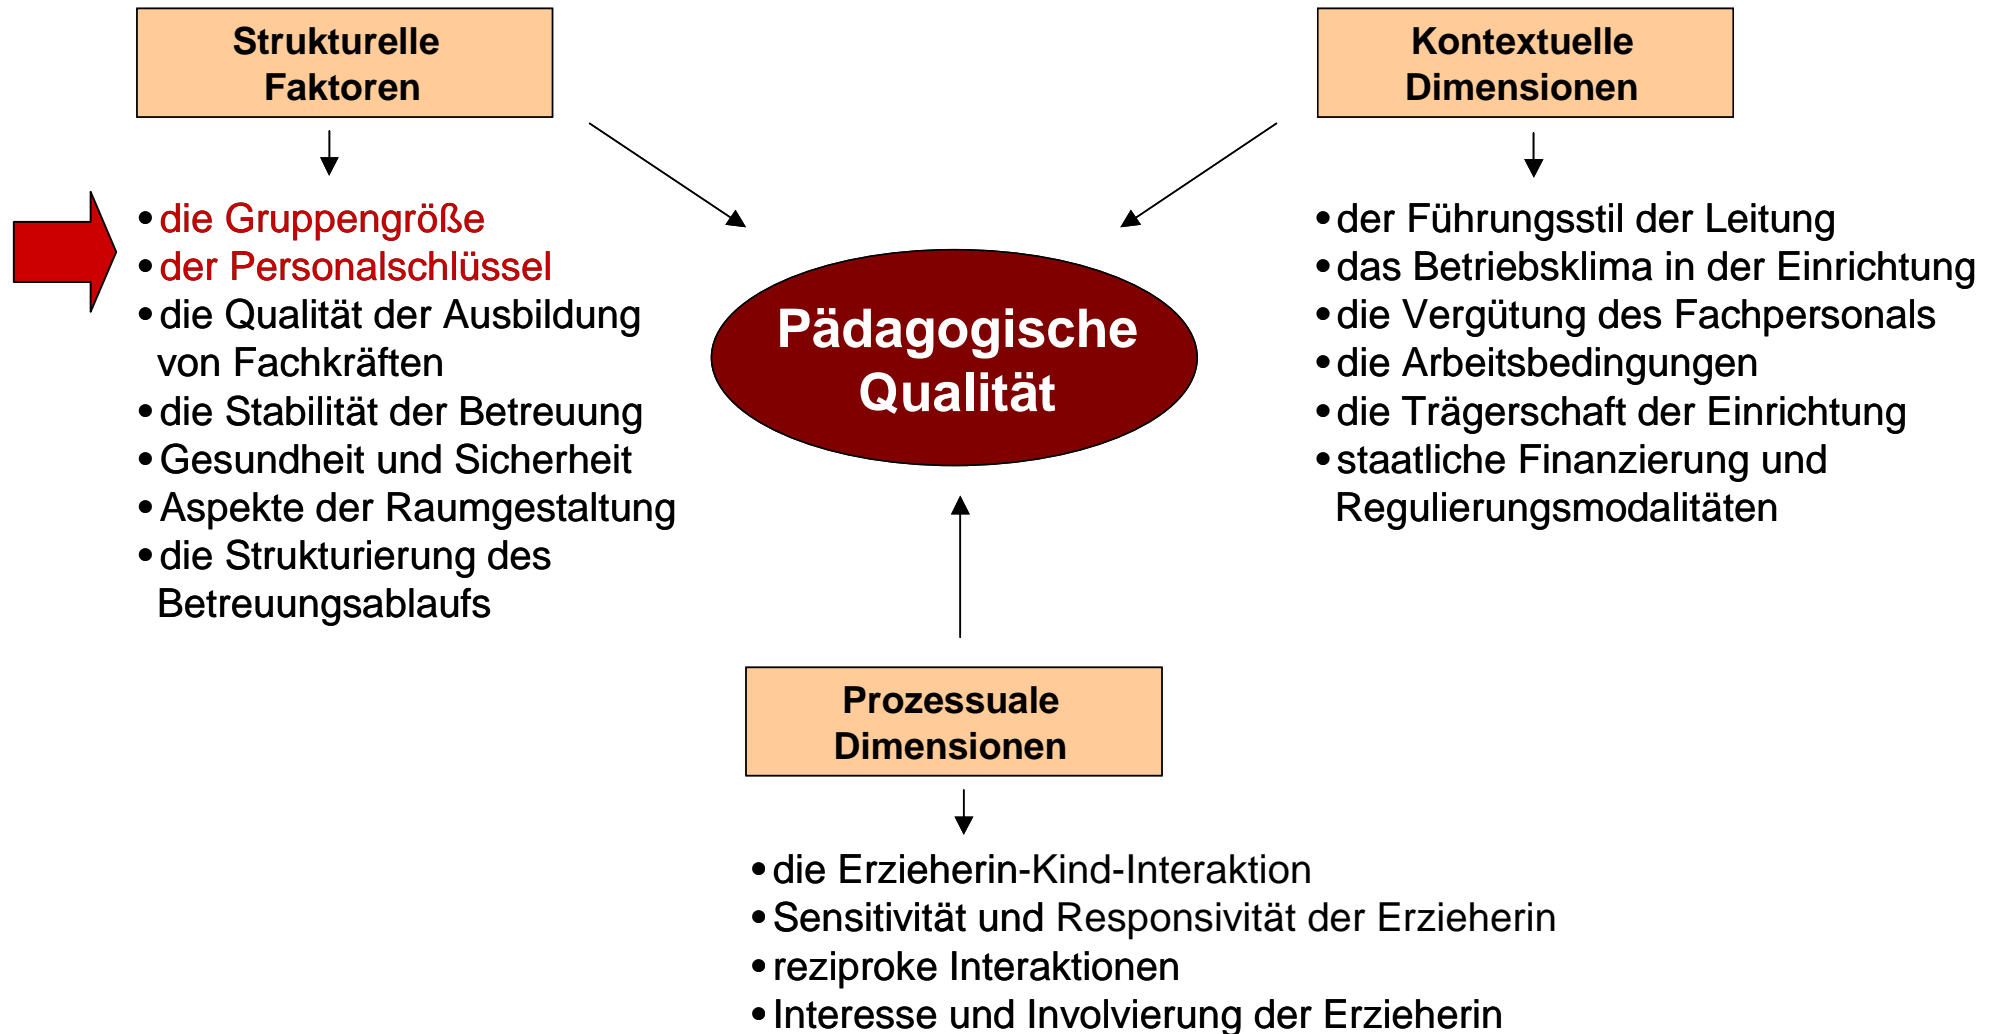 Strukturelle
Faktoren
• die Gruppengröße
• der Personalschlüssel
• die Qualität der Ausbildung
von Fachkräften
• die Stabilität der Betreuung
• Gesundheit und Sicherheit
• Aspekte der Raumgestaltung
• die Strukturierung des
Betreuungsablaufs
Pädagogische
Qualität
Kontextuelle
Dimensionen
• der Führungsstil der Leitung
• das Betriebsklima in der Einrichtung
• die Vergütung des Fachpersonals
• die Arbeitsbedingungen
• die Trägerschaft der Einrichtung
• staatliche Finanzierung und
Regulierungsmodalitäten
Prozessuale
Dimensionen
• die Erzieherin-Kind-Interaktion
• Sensitivität und Responsivität der Erzieherin
• reziproke Interaktionen
• Interesse und Involvierung der Erzieherin